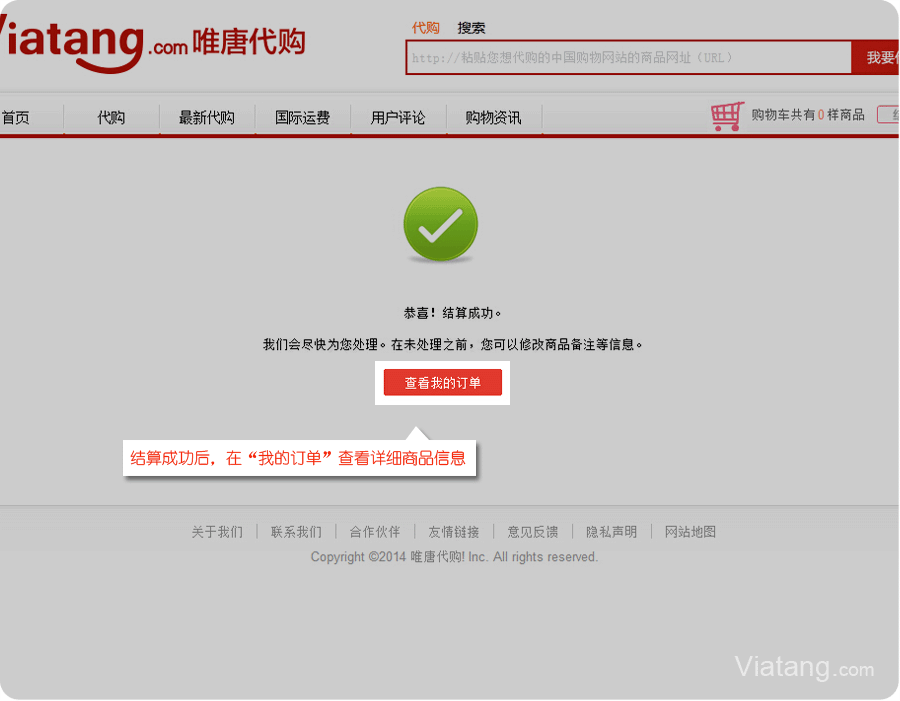 代购 搜索
Viatang.com 唯唐代购
http://粘贴您想代购的中国购物网站的商品网址（URL）
我要
首页 代购 最新代购 国际运费 用户评论 购物资讯 购物车共有0样商品
恭喜！结算成功。
我们会尽快为您处理。在未处理之前，您可以修改商品备注等信息。
查看我的订单
结算成功后，在“我的订单”查看详细商品信息
关于我们 联系我们 合作伙伴 友情链接 意见反馈 隐私声明 网站地图
Copyright ©2014 唯唐代购! Inc. All rights reserved.
Viatang.com